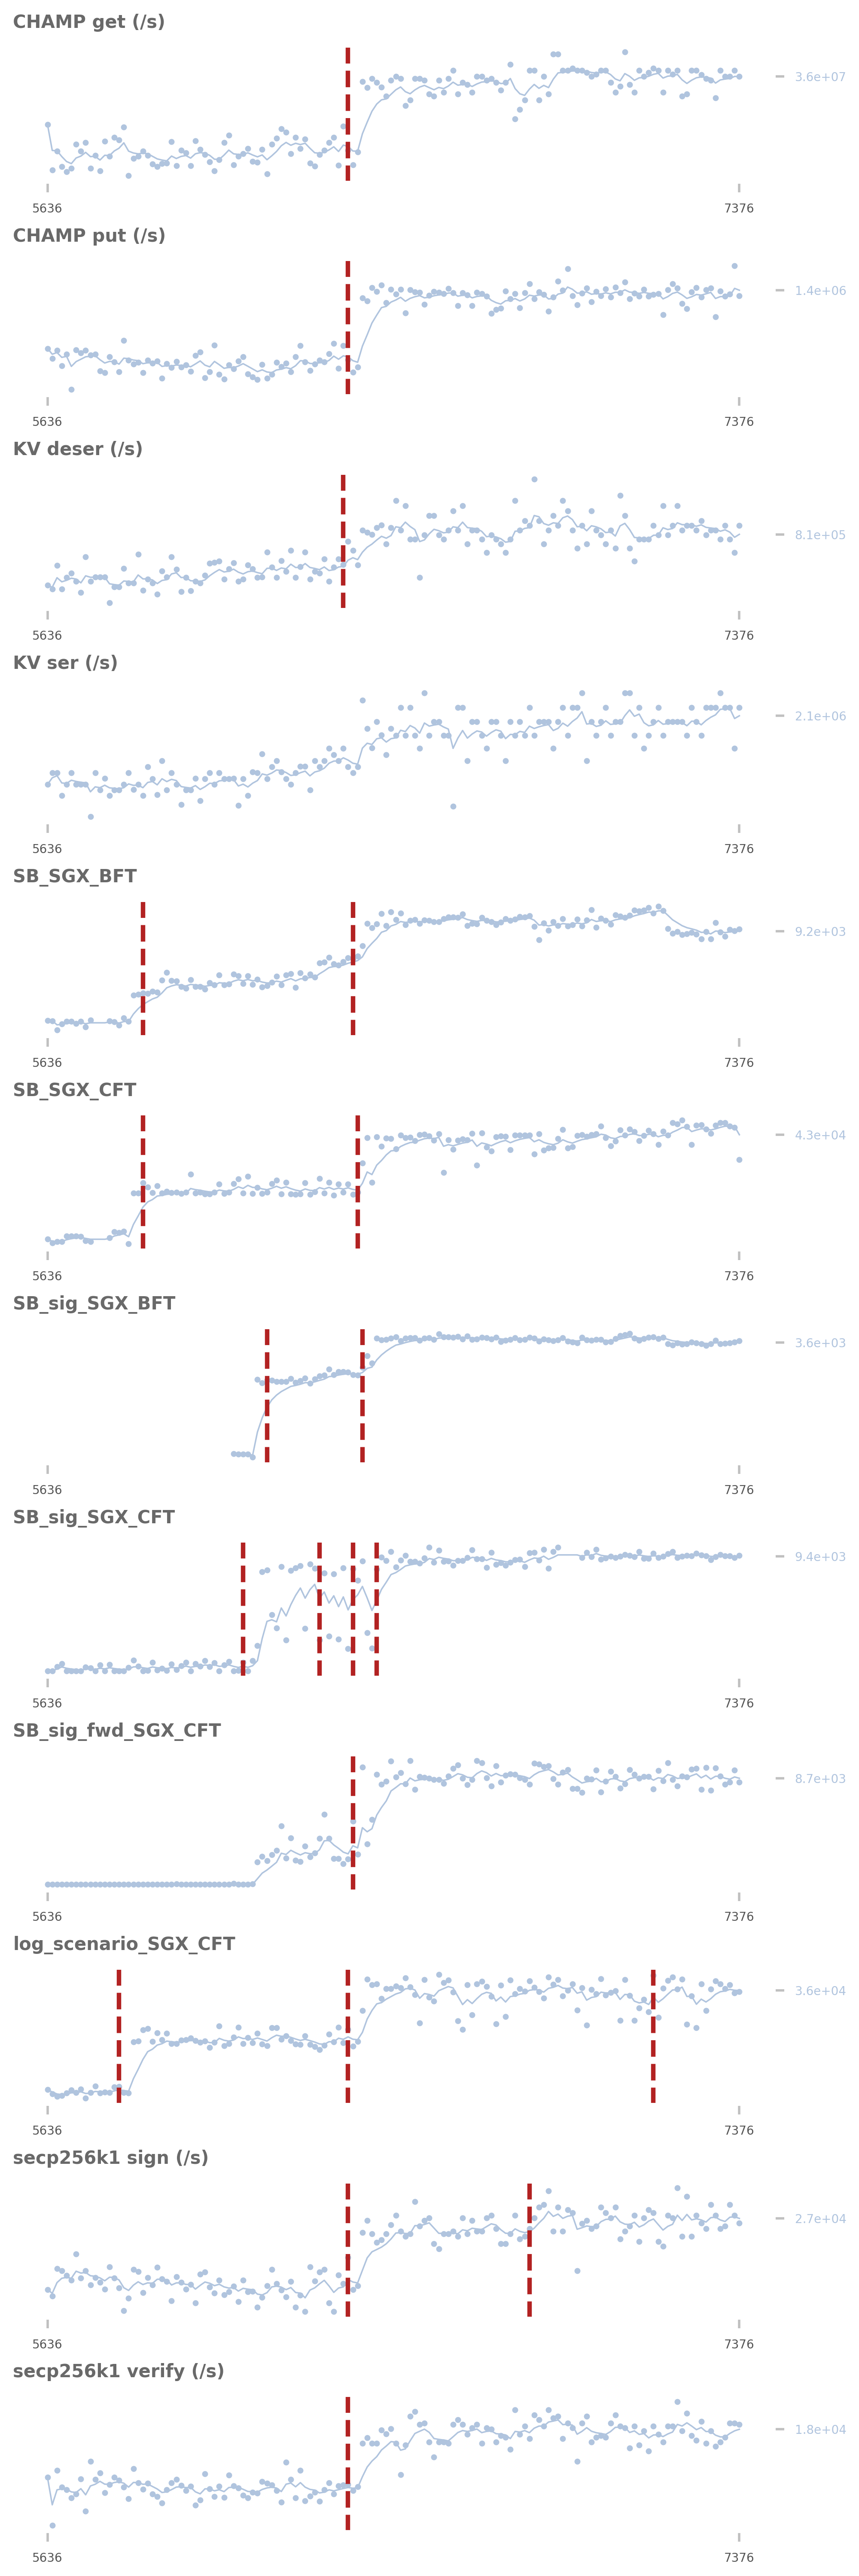 CHAMP get (/s)
3.6e+07
5636 7376
CHAMP put (/s)
1.4e+06
5636 7376
KV deser (/s)
8.1e+05
5636 7376
KV ser (/s)
2.1e+06
5636 7376
SB_SGX_BFT
9.2e+03
5636 7376
SB_SGX_CFT
4.3e+04
5636 7376
SB_sig_SGX_BFT
3.6e+03
5636 7376
SB_sig_SGX_CFT
9.4e+03
5636 7376
SB_sig_fwd_SGX_CFT
8.7e+03
5636 7376
log_scenario_SGX_CFT
3.6e+04
5636 7376
secp256k1 sign (/s)
2.7e+04
5636 7376
secp256k1 verify (/s)
1.8e+04
5636 7376